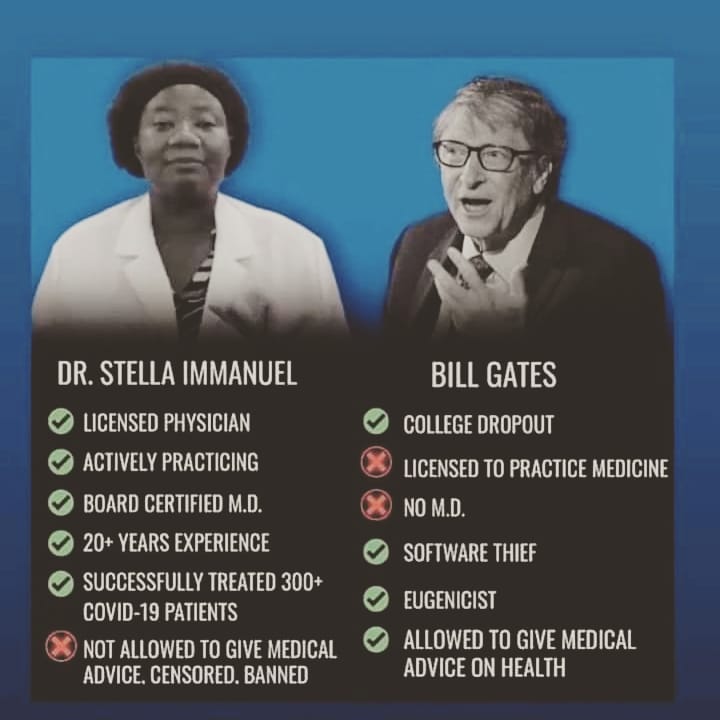 DR. STELLA IMMANUEL
LICENSED PHYSICIAN
ACTIVELY PRACTICING
BOARD CERTIFIED M.D.
20+ YEARS EXPERIENCE
SUCCESSFULLY TREATED 300+
COVID-19 PATIENTS
NOT ALLOWED TO GIVE MEDICAL
ADVICE, CENSORED, BANNED
BILL GATES
COLLEGE DROPOUT
LICENSED TO PRACTICE MEDICINE
NO M.D.
SOFTWARE THIEF
EUGENICIST
ALLOWED TO GIVE MEDICAL
ADVICE ON HEALTH